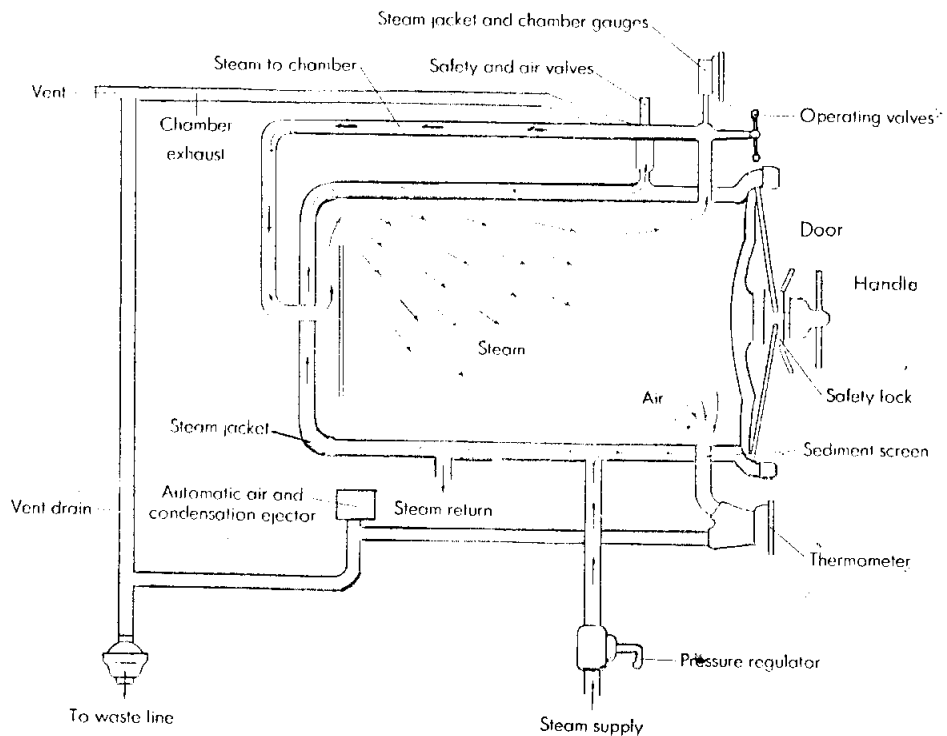 Steam jacket and chamber gauges
Steam to chamber
Safety and air valves
Vent
Operating valves
Chamber
exhaust
Door
Handle
Steam
Air
Safety lock
Steam jacket
Sediment screen
Automatic air and
condensation ejector
Vent drain
Steam return
Thermometer
Pressure regulator
To waste line
Steam supply